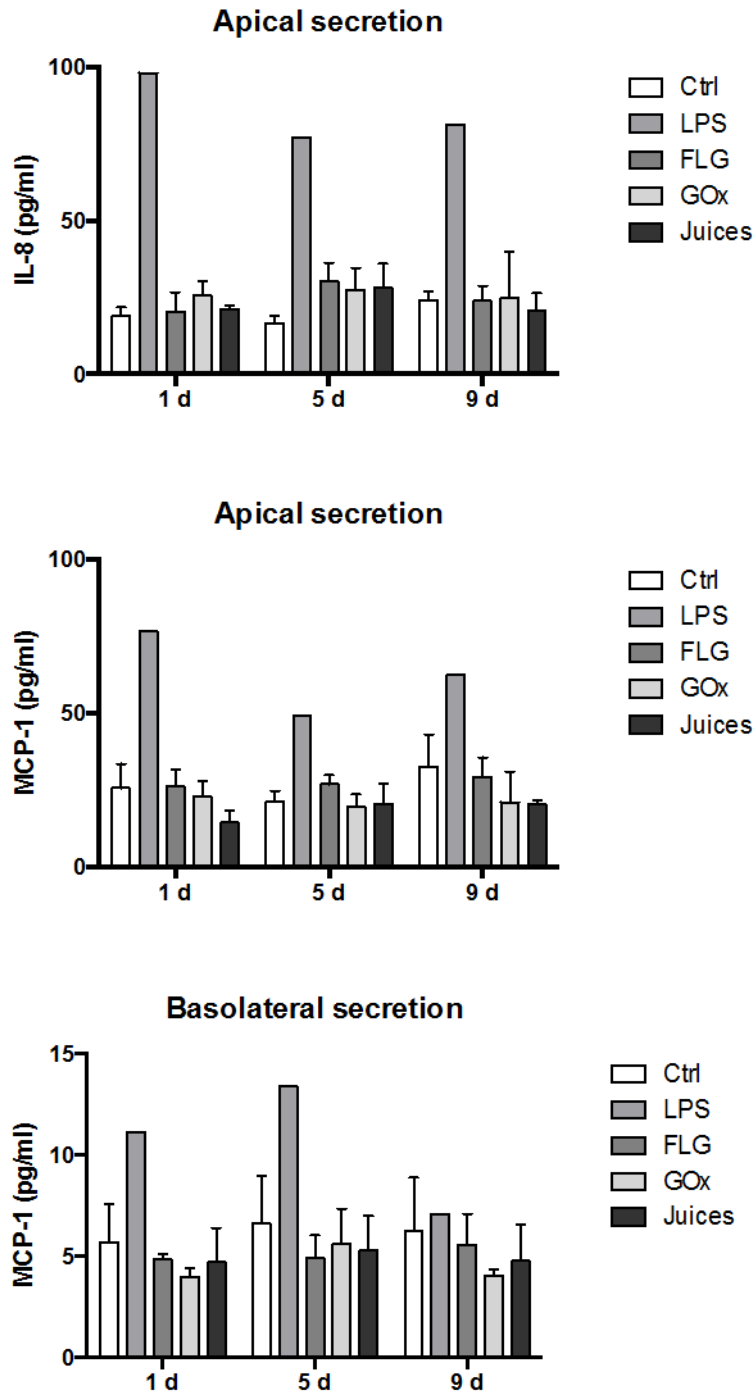 Apical secretion
100
50
0
IL-8 (pg/ml)
1 d 5 d 9 d
Ctrl
LPS
FLG
GOx
Juices
Apical secretion
100
50
0
MCP-1 (pg/ml)
1 d 5 d 9 d
Ctrl
LPS
FLG
GOx
Juices
Basolateral secretion
15
10
5
0
MCP-1 (pg/ml)
1 d 5 d 9 d
Ctrl
LPS
FLG
GOx
Juices